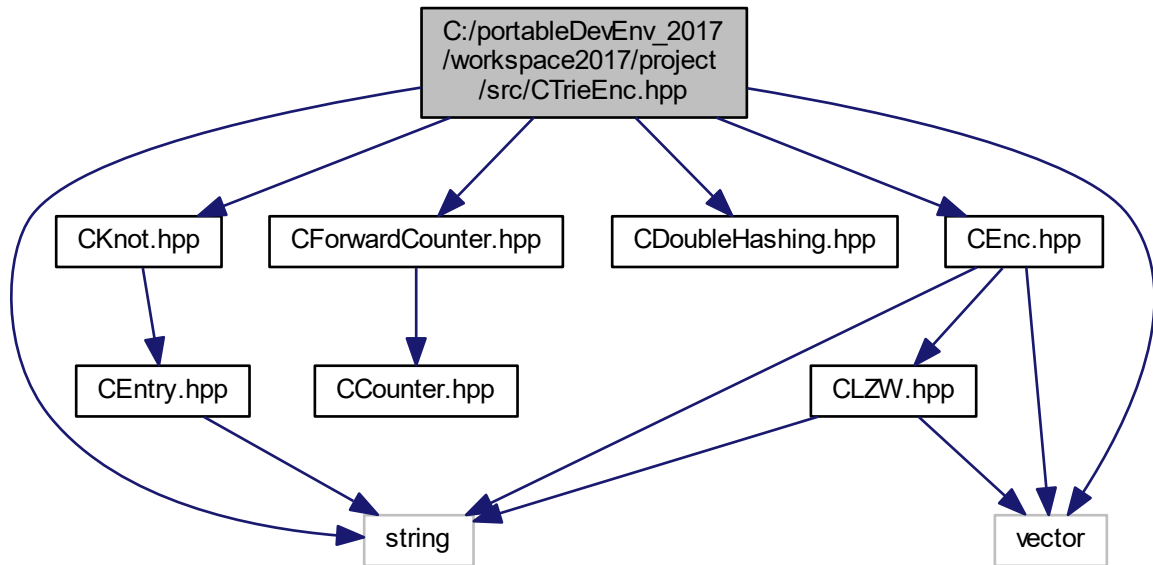 C:/portableDevEnv_2017
/workspace2017/project
/src/CTrieEnc.hpp
CKnot.hpp
CForwardCounter.hpp
CDoubleHashing.hpp
CEnc.hpp
CEntry.hpp
CCounter.hpp
CLZW.hpp
string
vector